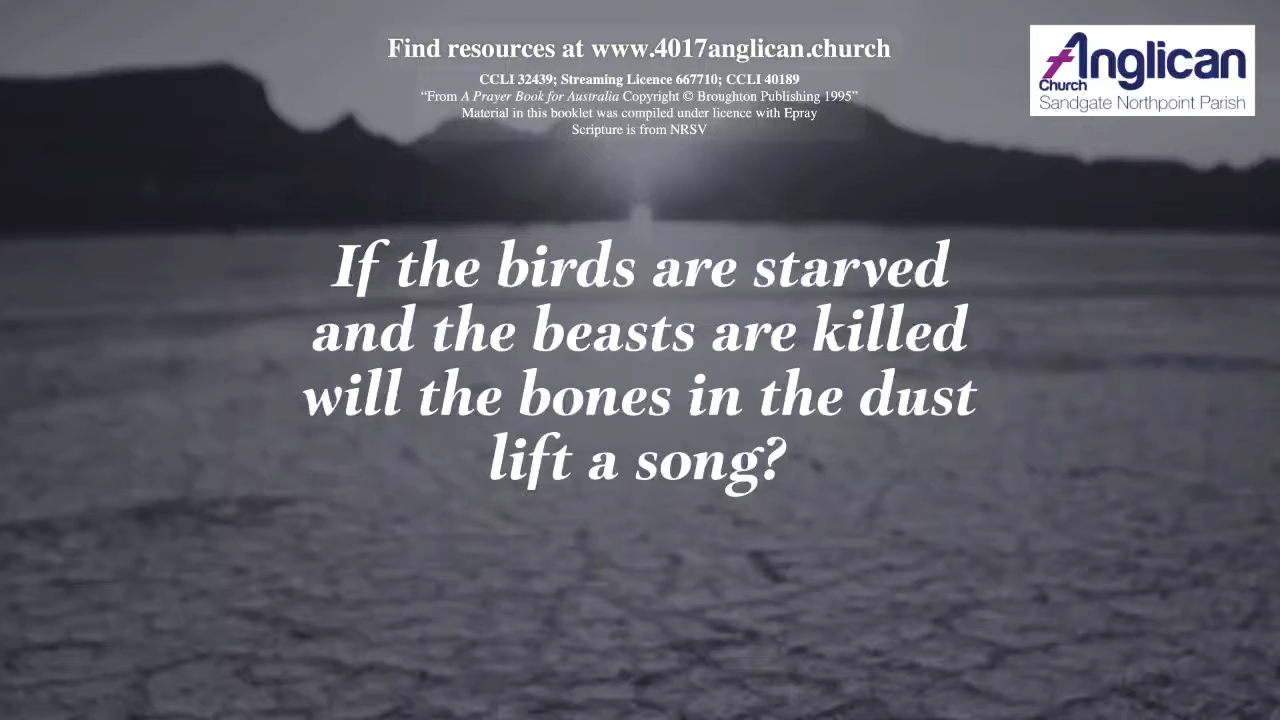 Find resources at www.4017anglican.church
CCLI 32439; Streaming Licence 667710; CCLI 40189
“From A Prayer Book for Australia Copyright © Broughton Publishing 1995”
Material in this booklet was compiled under licence with Epray
Scripture is from NRSV
Anglican
Church
Sandgate Northpoint Parish
If the birds are starved
and the beasts are killed
will the bones in the dust
lift a song?